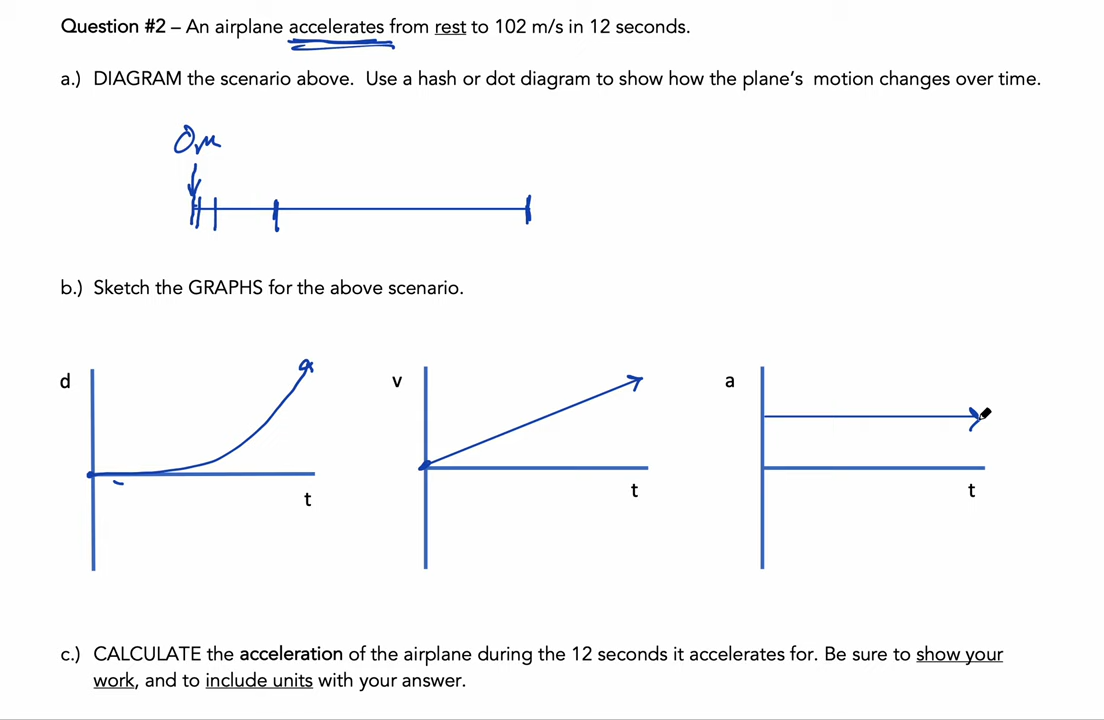 Question #2 – An airplane accelerates from rest to 102 m/s in 12 seconds.
a.) DIAGRAM the scenario above. Use a hash or dot diagram to show how the plane's motion changes over time.
0m
b.) Sketch the GRAPHS for the above scenario.
d v a
t t t
c.) CALCULATE the acceleration of the airplane during the 12 seconds it accelerates for. Be sure to show your
work, and to include units with your answer.